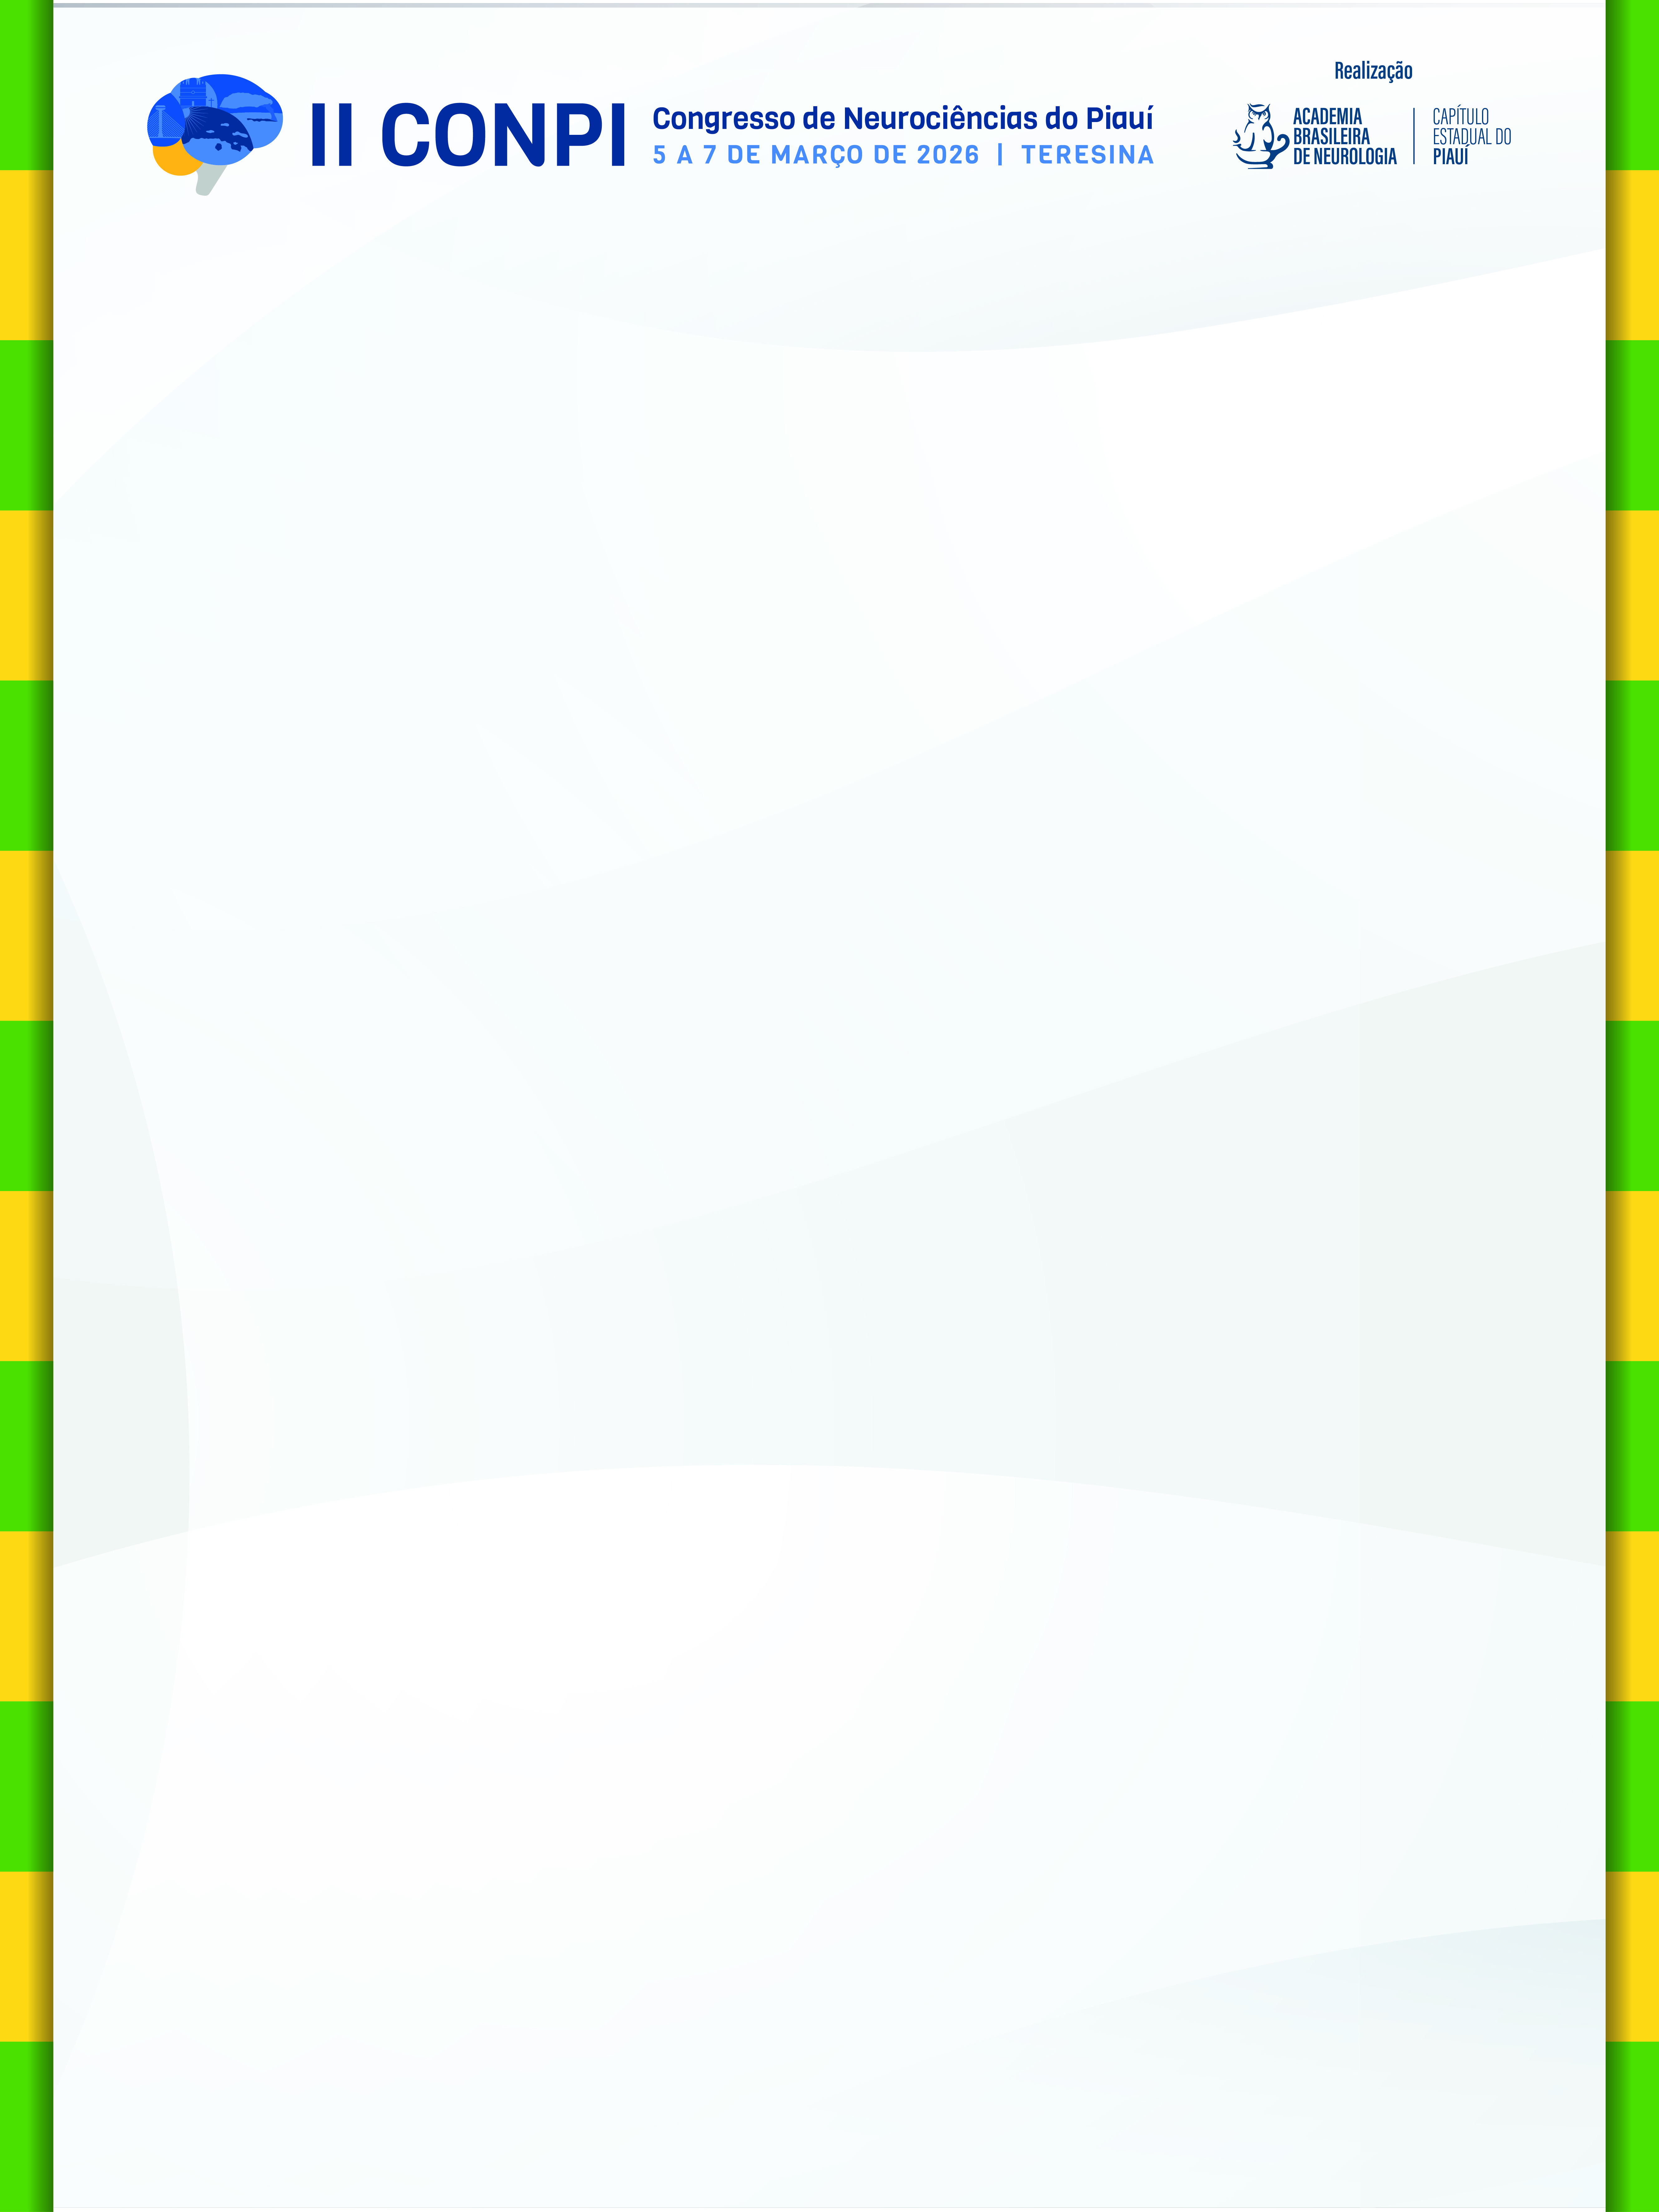 Realização
II CONPI
Congresso de Neurociências do Piauí
5 A 7 DE MARÇO DE 2026 | TERESINA
ACADEMIA
BRASILEIRA
DE NEUROLOGIA
CAPÍTULO
ESTADUAL DO
PIAUÍ